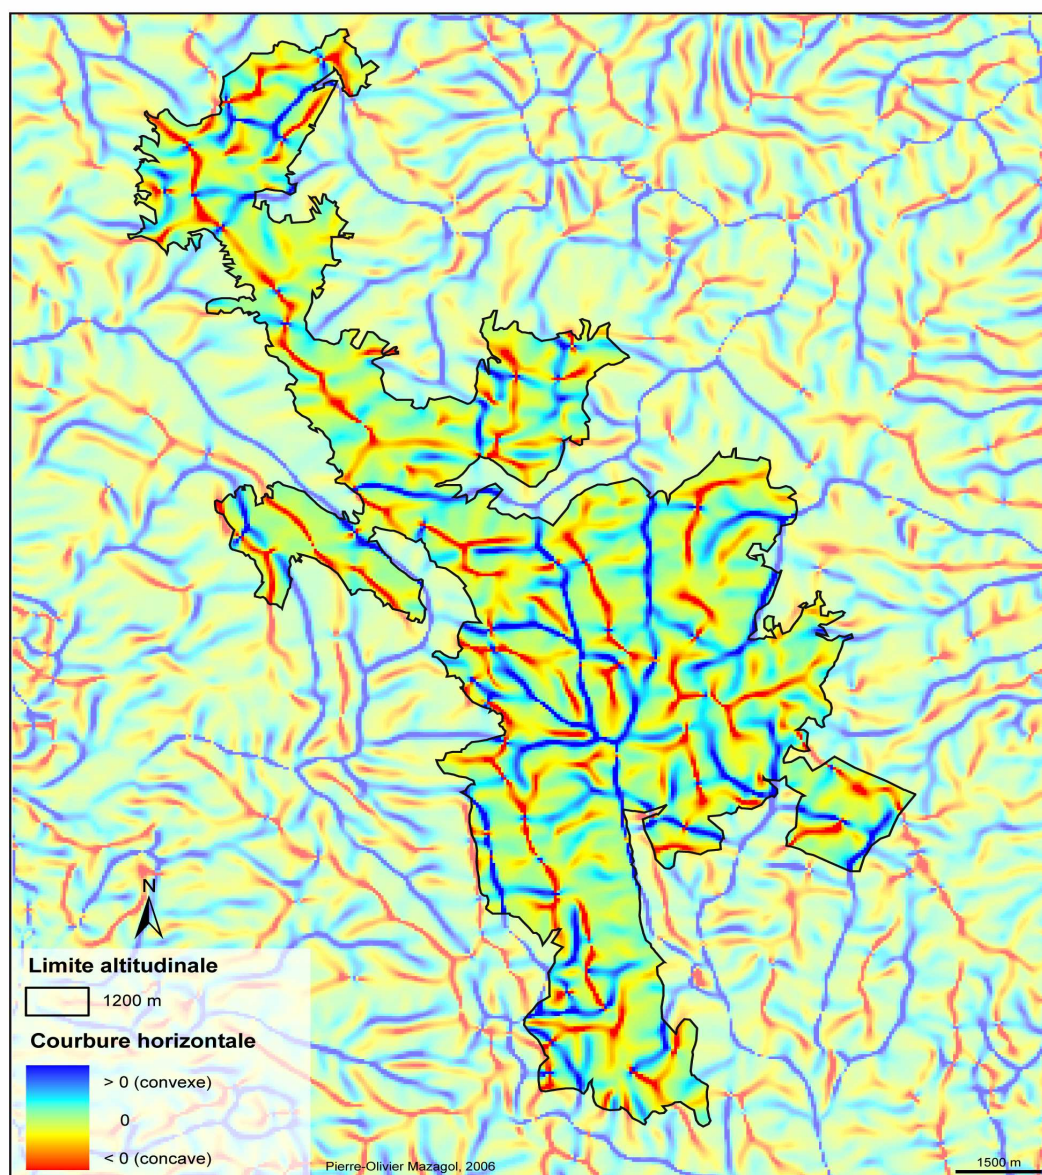 N
Limite altitudinale
1200 m
Courbure horizontale
> 0 (convexe)
0
< 0 (concave)
Pierre-Olivier Mazagol, 2006
1500 m